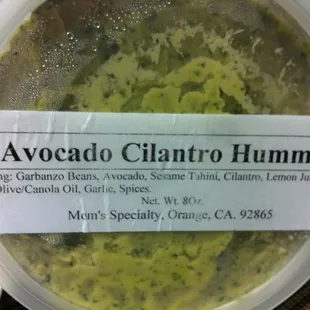 Avocado Cilantro Humm
ng: Garbanzo Beans, Avocado, Sesame Tahini, Cilantro, Lemon Ju
Olive/Canola Oil, Garlic, Spices.
Net. Wt. 8Oz.
Mom's Specialty, Orange, CA. 92865